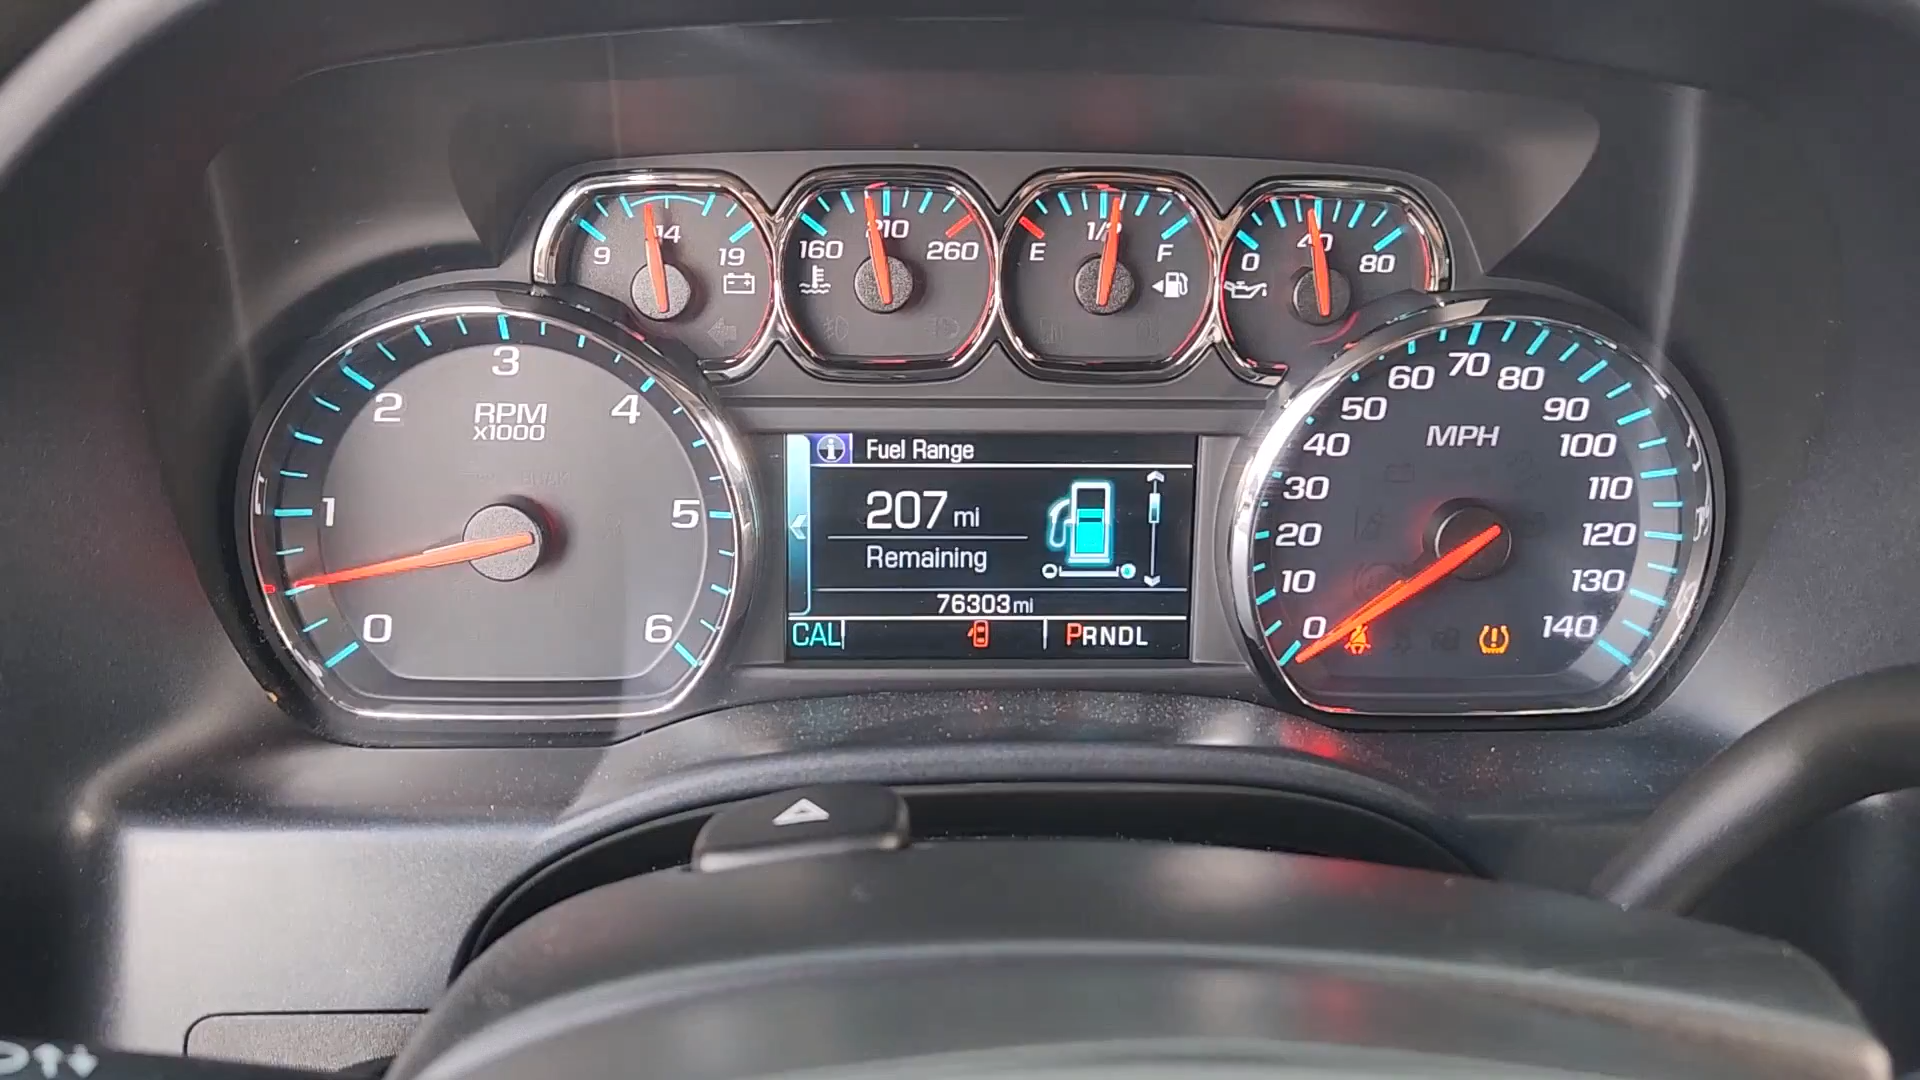 9 14 19
160 210 260
E 1/2 F
0 40 80
0 1 2 3 4 5 6
RPM
x1000
Fuel Range
207 mi
Remaining
76303 mi
CAL
PRNDL
0 10 20 30 40 50 60 70 80 90 100 110 120 130 140
MPH